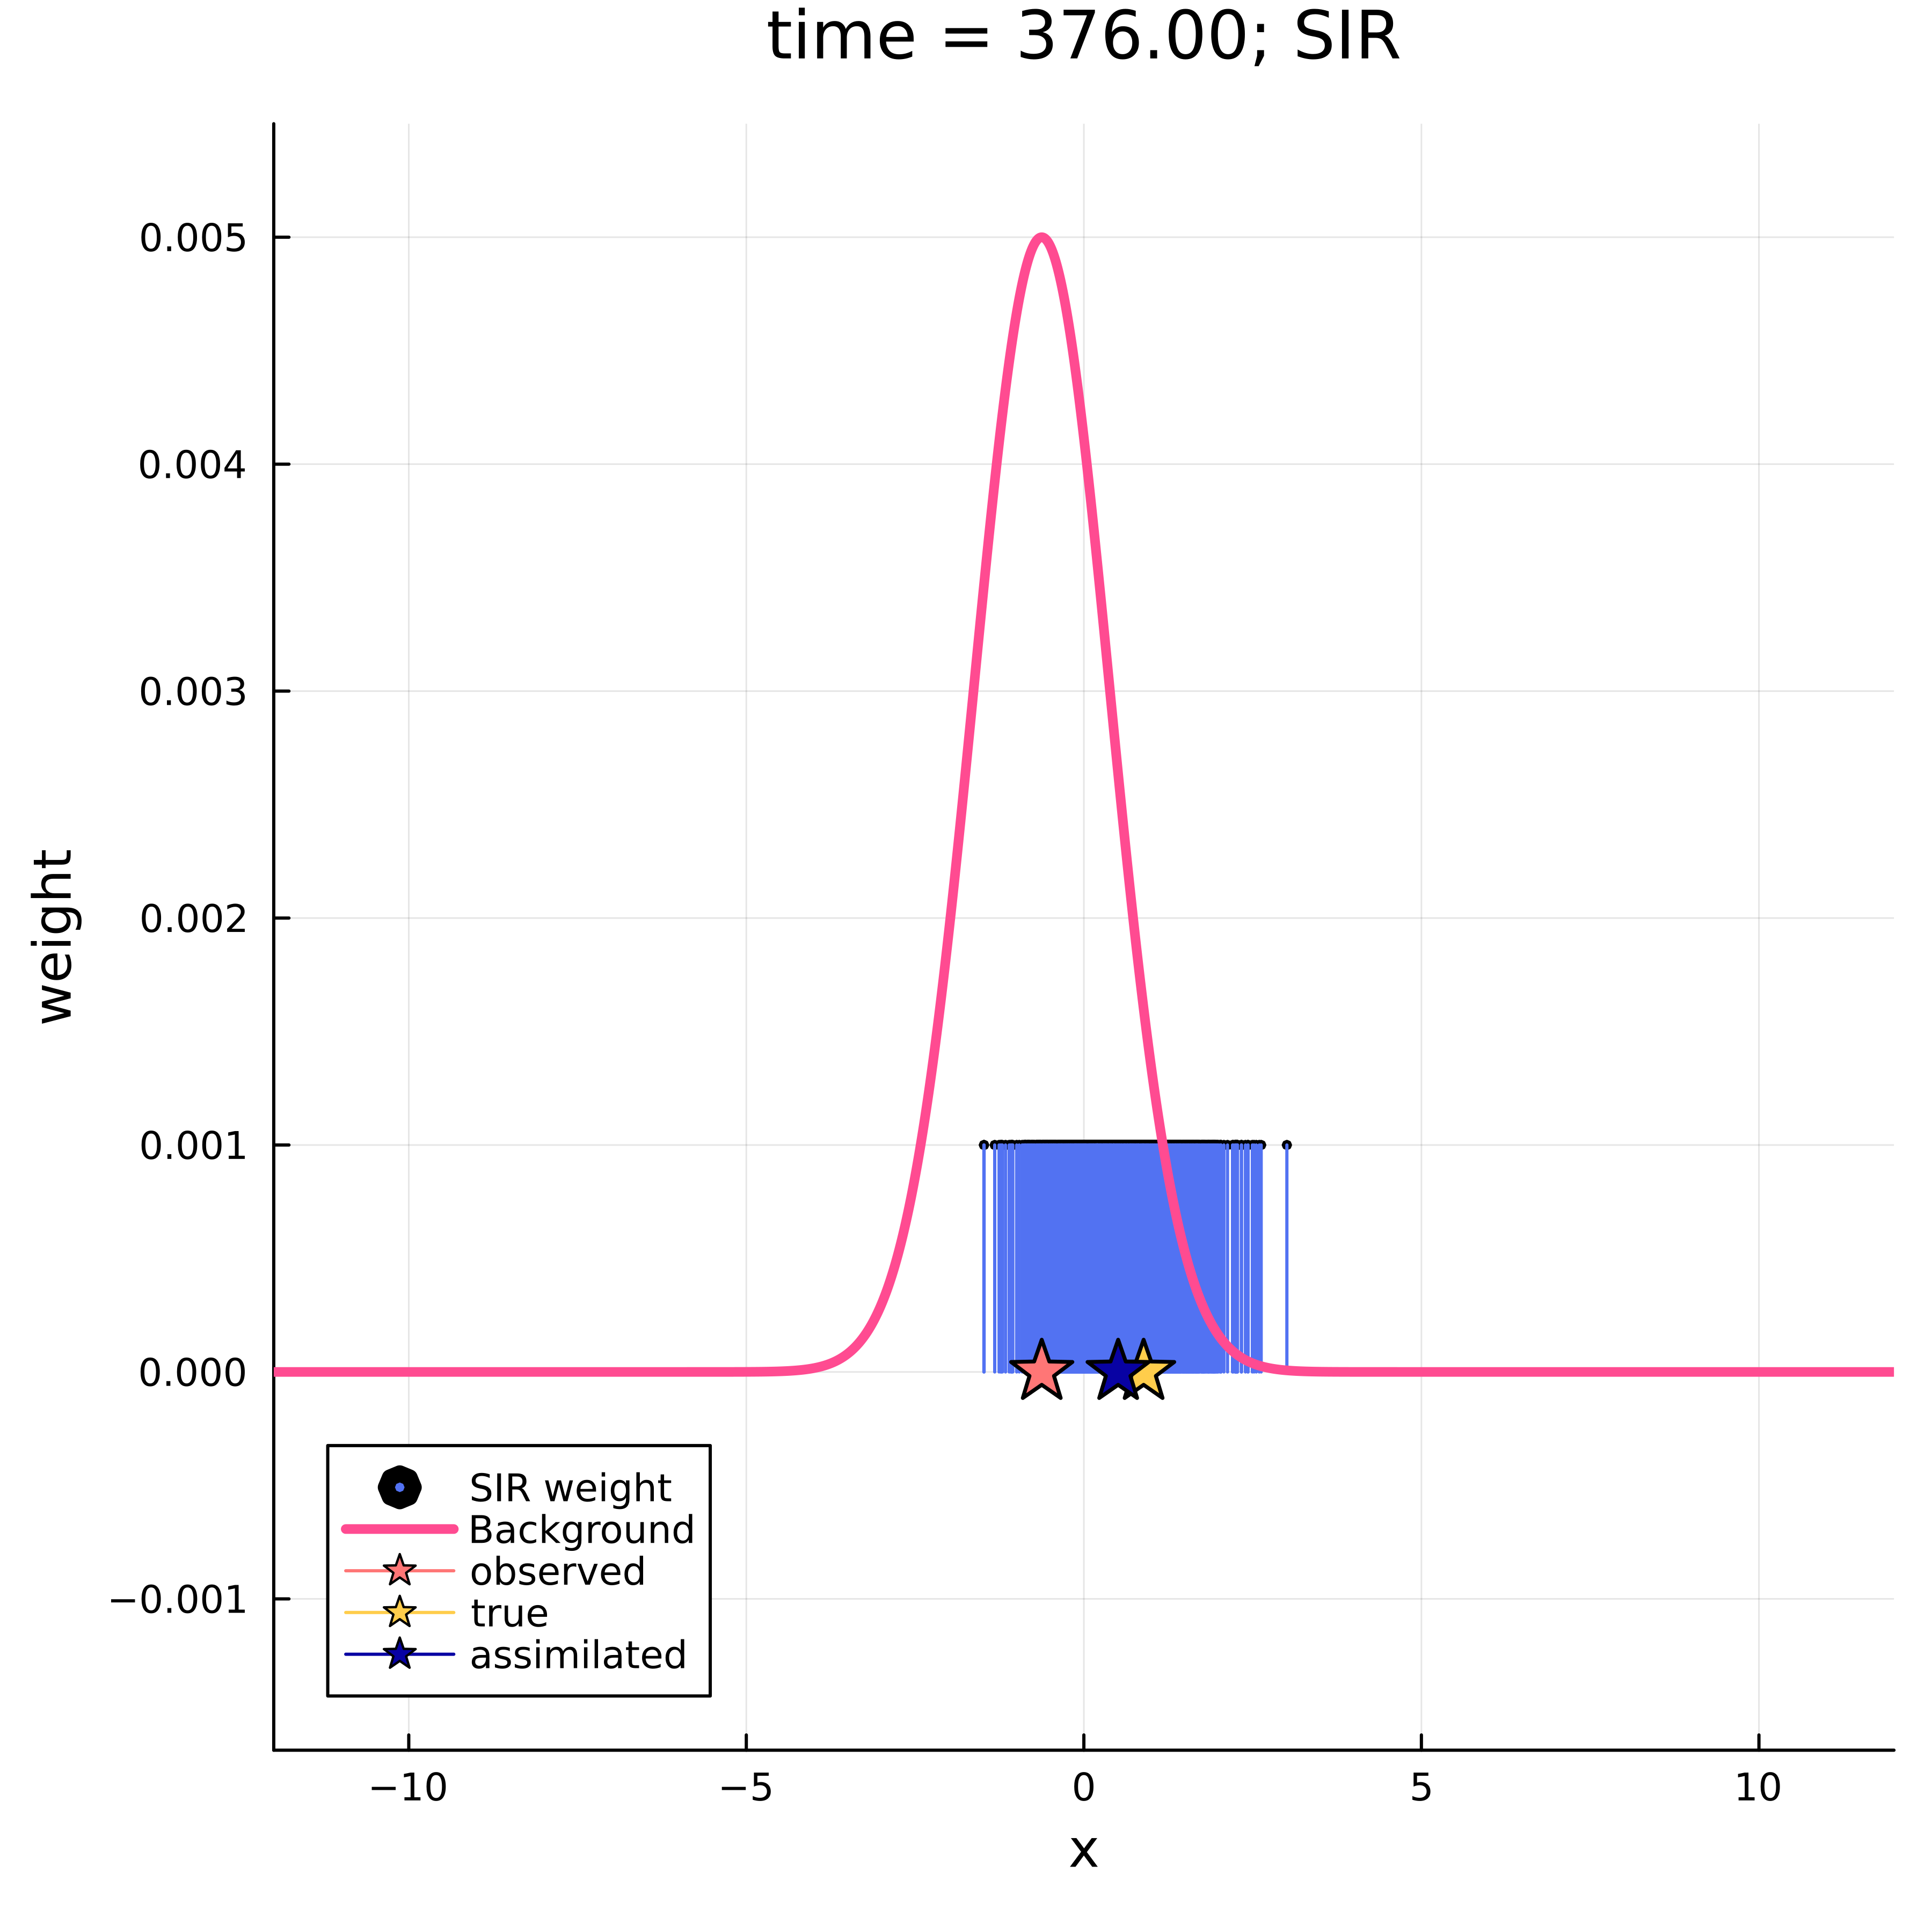 time = 376.00; SIR
weight
0.005
0.004
0.003
0.002
0.001
0.000
−0.001
SIR weight
Background
observed
true
assimilated
−10 −5 0 5 10
x